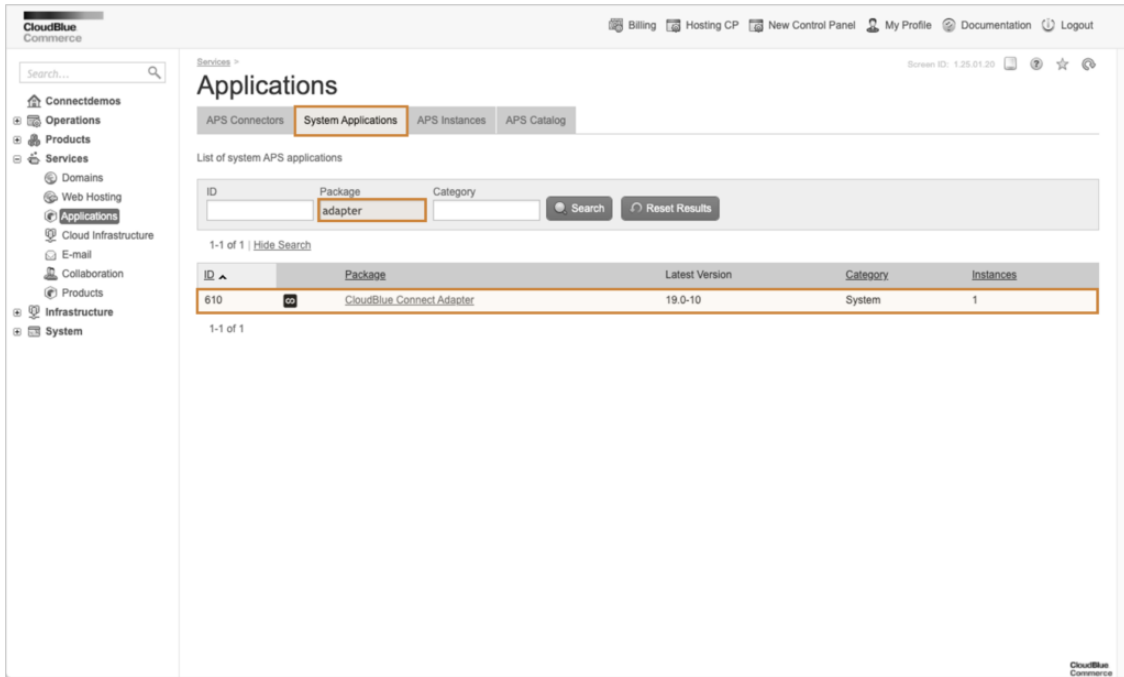 CloudBlue
Commerce
Billing Hosting CP New Control Panel My Profile Documentation Logout
Search...
Connectdemos
Operations
Products
Services
Domains
Web Hosting
Applications
Cloud Infrastructure
E-mail
Collaboration
Products
Infrastructure
System
Services >
Screen ID: 1.25.01.20
Applications
APS Connectors System Applications APS Instances APS Catalog
List of system APS applications
ID Package Category
adapter Search Reset Results
1-1 of 1 | Hide Search
ID Package Latest Version Category Instances
610 CloudBlue Connect Adapter 19.0-10 System 1
1-1 of 1
CloudBlue
Commerce